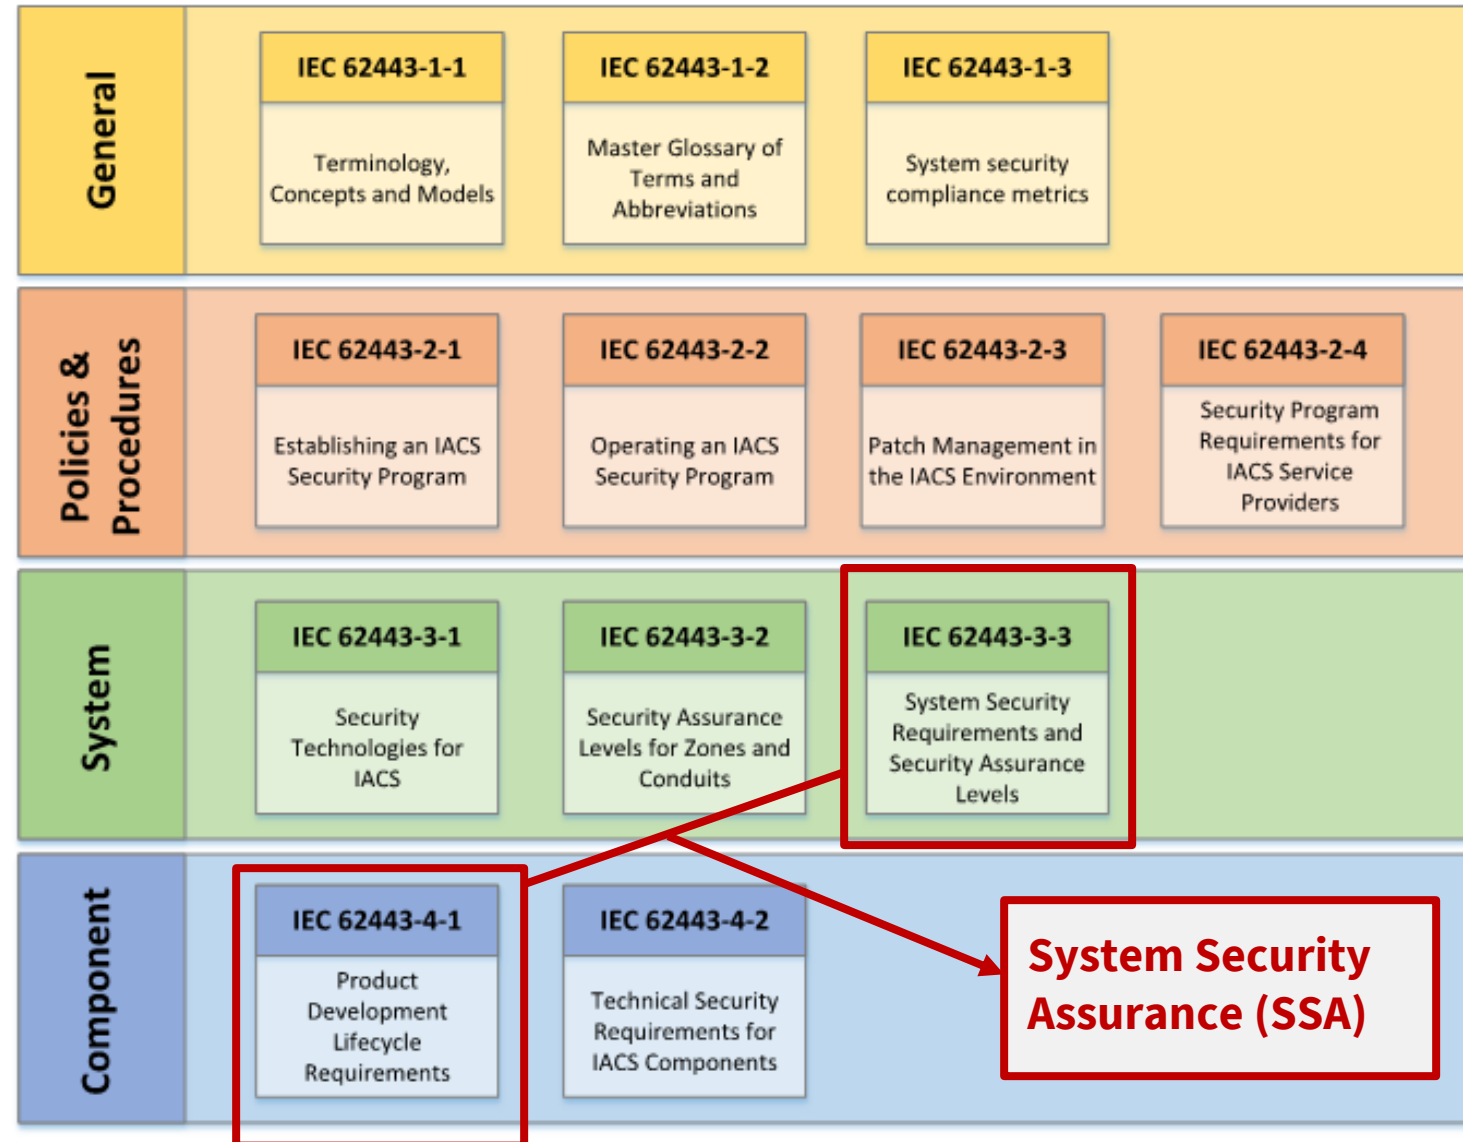 General
IEC 62443-1-1
Terminology,
Concepts and Models
IEC 62443-1-2
Master Glossary of
Terms and
Abbreviations
IEC 62443-1-3
System security
compliance metrics
Policies &
Procedures
IEC 62443-2-1
Establishing an IACS
Security Program
IEC 62443-2-2
Operating an IACS
Security Program
IEC 62443-2-3
Patch Management in
the IACS Environment
IEC 62443-2-4
Security Program
Requirements for
IACS Service
Providers
System
IEC 62443-3-1
Security
Technologies for
IACS
IEC 62443-3-2
Security Assurance
Levels for Zones and
Conduits
IEC 62443-3-3
System Security
Requirements and
Security Assurance
Levels
Component
IEC 62443-4-1
Product
Development
Lifecycle
Requirements
IEC 62443-4-2
Technical Security
Requirements for
IACS Components
System Security
Assurance (SSA)